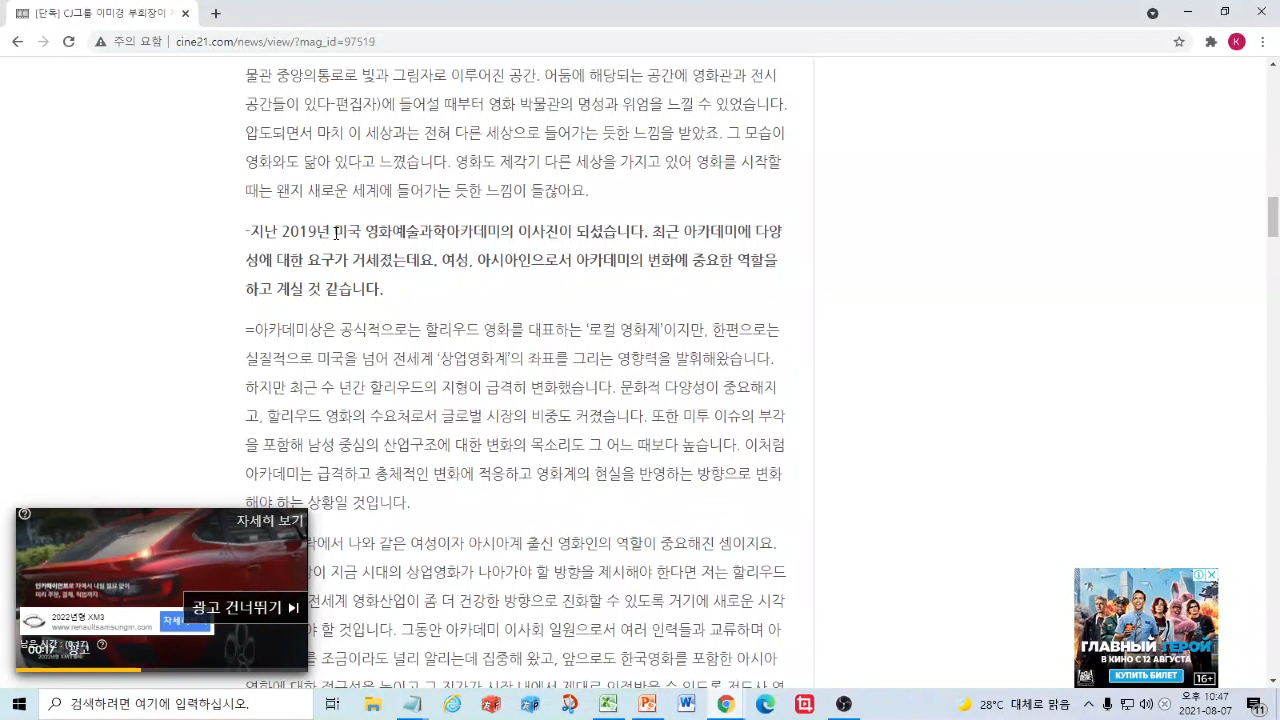 [단독] CJ그룹 이미경 부회장이
주의 요함
cine21.com/news/view/?mag_id=97519
K
물관 중앙의통로로 빛과 그림자로 이루어진 공간. 어둠에 해당되는 공간에 영화관과 전시
공간들이 있다-편집자)에 들어설 때부터 영화 박물관의 명성과 위엄을 느낄 수 있었습니다.
압도되면서 마치 이 세상과는 전혀 다른 세상으로 들어가는 듯한 느낌을 받았죠. 그 모습이
영화와도 닮아 있다고 느꼈습니다. 영화도 제각기 다른 세상을 가지고 있어 영화를 시작할
때는 왠지 새로운 세계에 들어가는 듯한 느낌이 들잖아요.
-지난 2019년 미국 영화예술과학아카데미의 이사진이 되셨습니다. 최근 아카데미에 다양
성에 대한 요구가 거세졌는데요. 여성, 아시아인으로서 아카데미의 변화에 중요한 역할을
하고 계실 것 같습니다.
=아카데미상은 공식적으로는 할리우드 영화를 대표하는 ‘로컬 영화제’이지만, 한편으로는
실질적으로 미국을 넘어 전세계 ‘상업영화계’의 좌표를 그리는 영향력을 발휘해왔습니다.
하지만 최근 수 년간 할리우드의 지형이 급격히 변화했습니다. 문화적 다양성이 중요해지
고, 할리우드 영화의 수요처로서 글로벌 시장의 비중도 커졌습니다. 또한 미투 이슈의 부각
을 포함해 남성 중심의 산업구조에 대한 변화의 목소리도 그 어느 때보다 높습니다. 이처럼
아카데미는 급격하고 총체적인 변화에 적응하고 영화계의 현실을 반영하는 방향으로 변화
해야 하는 상황일 것입니다.
락에서 나와 같은 여성이자 아시아계 출신 영화인의 역할이 중요해진 셈이지요.
이 지금 시대의 상업영화가 나아가야 할 방향을 제시해야 한다면 저는 할리우드
전세계 영화산업이 좀 더 건강한 방향으로 진화할 수 있도록 거기에 새로운 시각
야 할 것입니다. 그동안 아카데미 이사회 일원으로서 여러 인력들과 교류하며 아
를 조금이라도 널리 알리는데 집중해 왔고, 앞으로도 한국영화를 포함한 아시아
자세히 보기
광고 건너뛰기
2022년형 XM3
www.renaultsamsungm.com
00:17
광고
ГЛАВНЫЙ ГЕРОЙ
В КИНО С 12 АВГУСТА
КУПИТЬ БИЛЕТ
16+
검색하려면 여기에 입력하십시오.
28°C 대체로 맑음
오후 10:47
2021-08-07
11